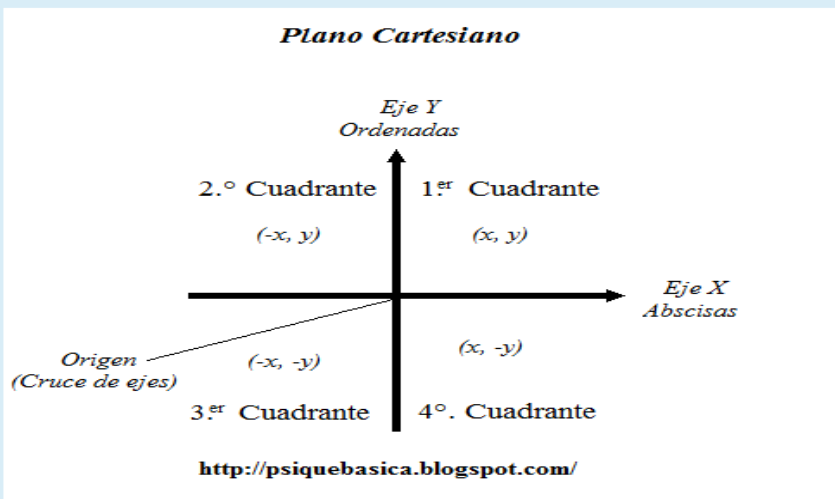 Plano Cartesiano
Eje Y
Ordenadas
2.° Cuadrante
1.er Cuadrante
(-x, y)
(x, y)
Eje X
Abscisas
Origen
(Cruce de ejes)
(-x, -y)
(x, -y)
3.er Cuadrante
4°. Cuadrante
http://psiquebasica.blogspot.com/